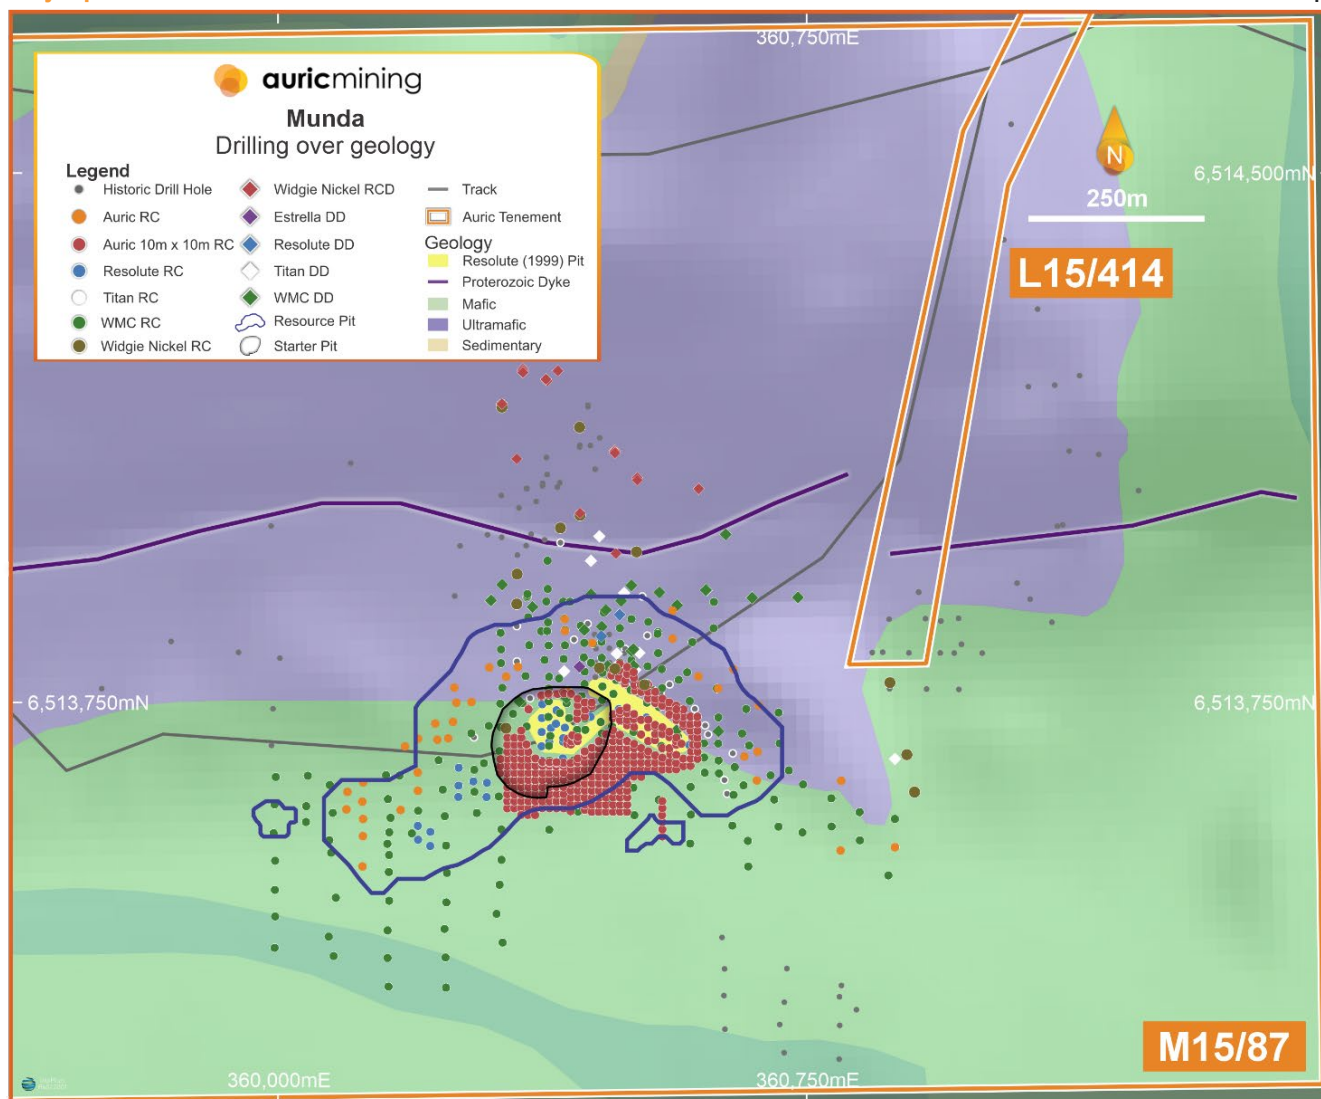 360,750mE
auricmining
Munda
Drilling over geology
Legend
Historic Drill Hole
Auric RC
Auric 10m x 10m RC
Resolute RC
Titan RC
WMC RC
Widgie Nickel RC
Widgie Nickel RCD
Estrella DD
Resolute DD
Titan DD
WMC DD
Resource Pit
Starter Pit
Track
Auric Tenement
Geology
Resolute (1999) Pit
Proterozoic Dyke
Mafic
Ultramafic
Sedimentary
N
6,514,500mN
250m
L15/414
6,513,750mN
6,513,750mN
M15/87
360,000mE
360,750mE